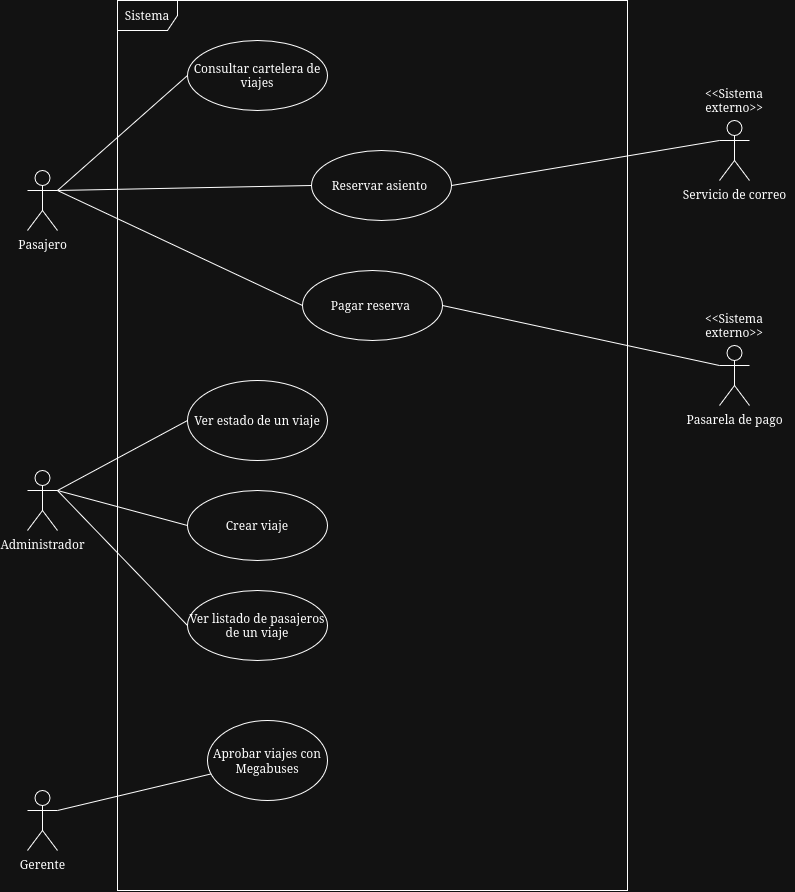 Sistema
Consultar cartelera de
viajes
<<Sistema
externo>>
Servicio de correo
Reservar asiento
Pasajero
Pagar reserva
<<Sistema
externo>>
Pasarela de pago
Ver estado de un viaje
Crear viaje
Administrador
Ver listado de pasajeros
de un viaje
Aprobar viajes con
Megabuses
Gerente